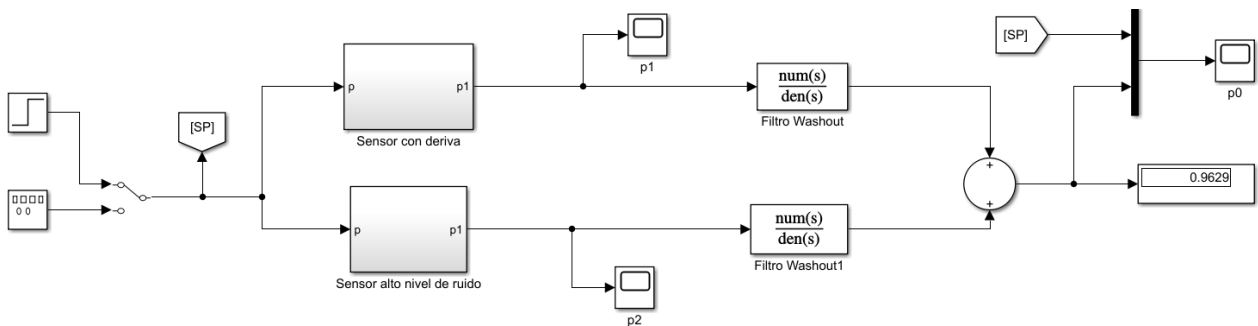 [SP]
p
p1
Sensor con deriva
p1
num(s)
den(s)
Filtro Washout
[SP]
p0
p
p1
Sensor alto nivel de ruido
p2
num(s)
den(s)
Filtro Washout1
+
+
0.9629